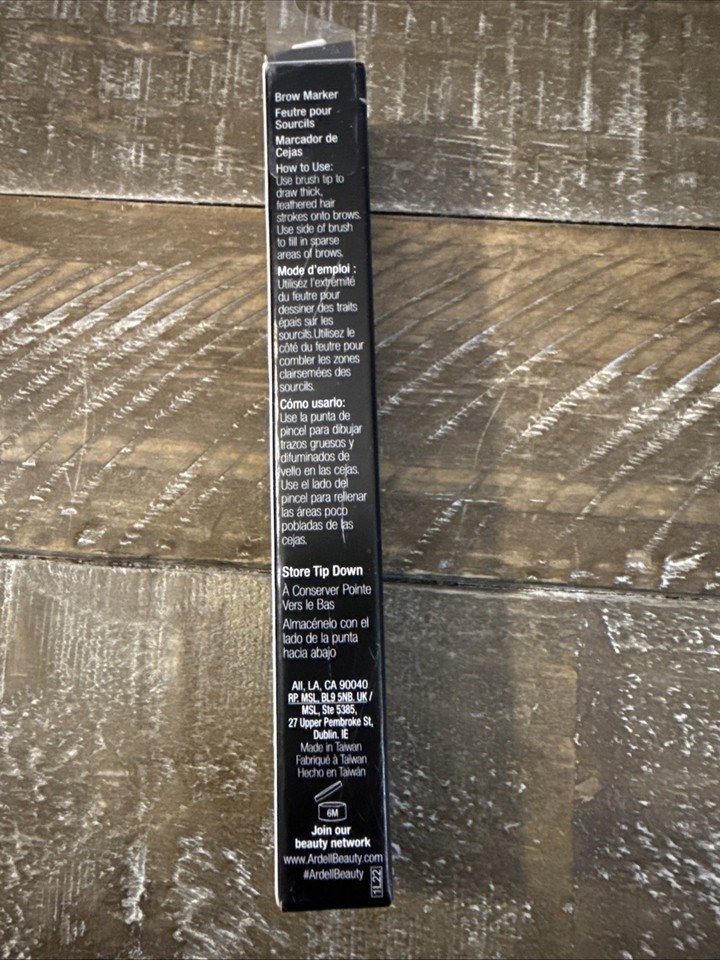 Brow Marker
Feutre pour
Sourcils
Marcador de
Cejas
How to Use:
Use brush tip to
draw thick,
feathered hair
strokes onto brows.
Use side of brush
to fill in sparse
areas of brows.
Mode d'emploi :
Utilisez l'extrémité
du feutre pour
dessiner des traits
épais sur les
sourcils.Utilisez le
côté du feutre pour
combler les zones
clairsemées des
sourcils.
Cómo usarlo:
Use la punta de
pincel para dibujar
trazos gruesos y
difuminados de
vello en las cejas.
Use el lado del
pincel para rellenar
las áreas poco
pobladas de las
cejas.
Store Tip Down
À Conserver Pointe
Vers le Bas
Almacénelo con el
lado de la punta
hacia abajo
AII, LA, CA 90040
RP. MSL, BL9 5NB. UK /
MSL, Ste 5385,
27 Upper Pembroke St,
Dublin. IE
Made in Taiwan
Fabriqué à Taïwan
Hecho en Taiwán
6M
Join our
beauty network
www.ArdellBeauty.com
#ArdellBeauty
1L22